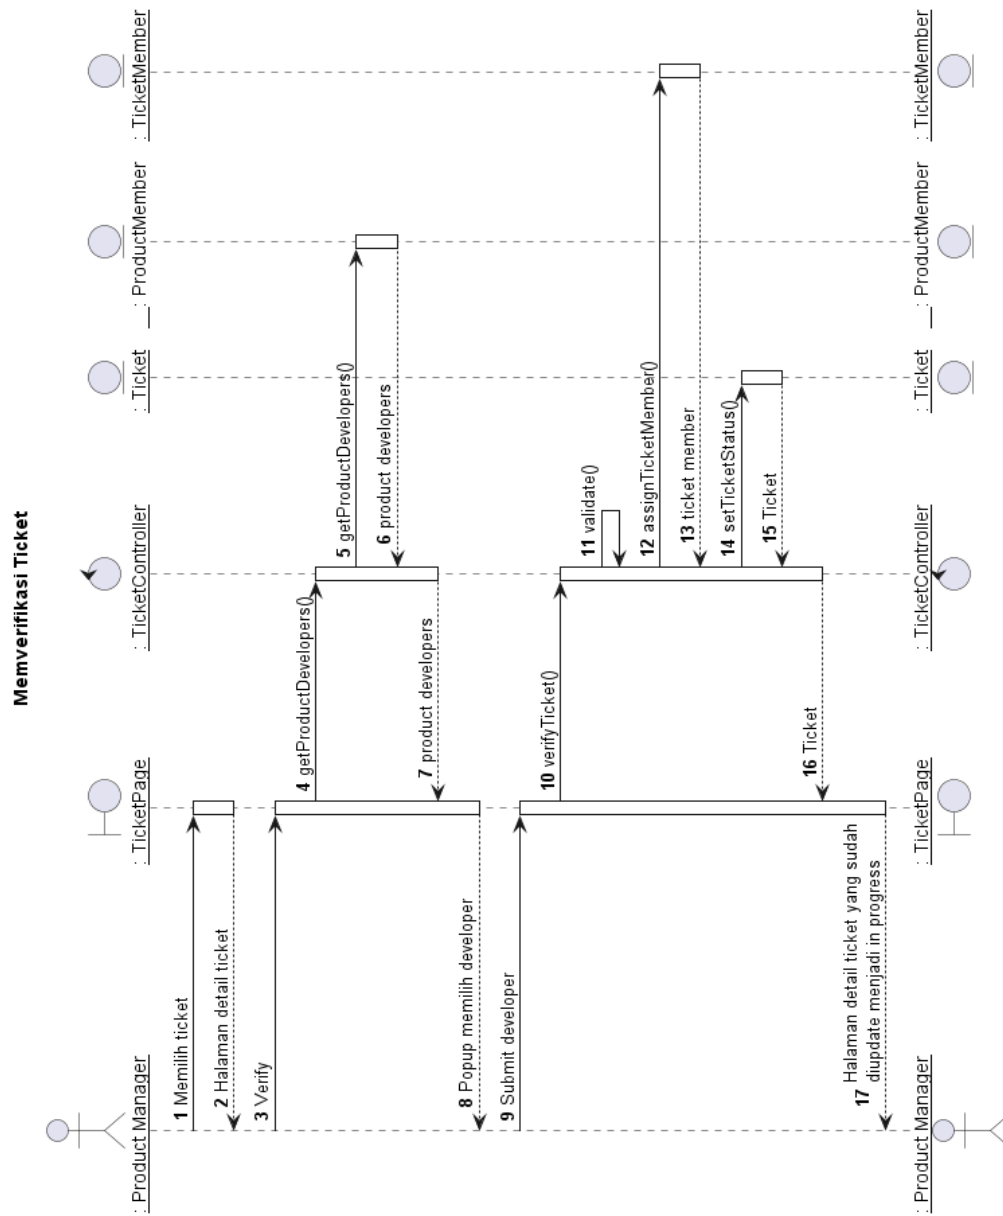 Memverifikasi Ticket
: Product Manager
: TicketPage
: TicketController
: Ticket
__: ProductMember
: TicketMember
1 Memilih ticket
2 Halaman detail ticket
3 Verify
4 getProductDevelopers()
5 getProductDevelopers()
6 product developers
7 product developers
8 Popup memilih developer
9 Submit developer
10 verifyTicket()
11 validate()
12 assignTicketMember()
13 ticket member
14 setTicketStatus()
15 Ticket
16 Ticket
17 Halaman detail ticket yang sudah
diupdate menjadi in progress
: Product Manager
: TicketPage
: TicketController
: Ticket
__: ProductMember
: TicketMember